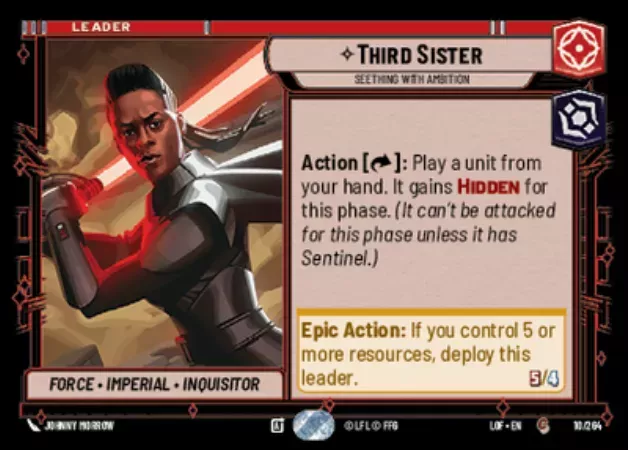 LEADER
THIRD SISTER
SEETHING WITH AMBITION
Action [ ]: Play a unit from
your hand. It gains HIDDEN for
this phase. (It can't be attacked
for this phase unless it has
Sentinel.)
Epic Action: If you control 5 or
more resources, deploy this
leader.
5/4
FORCE • IMPERIAL • INQUISITOR
JOHNNY MORROW
©LFL ©FFG
LOF • EN
10/264